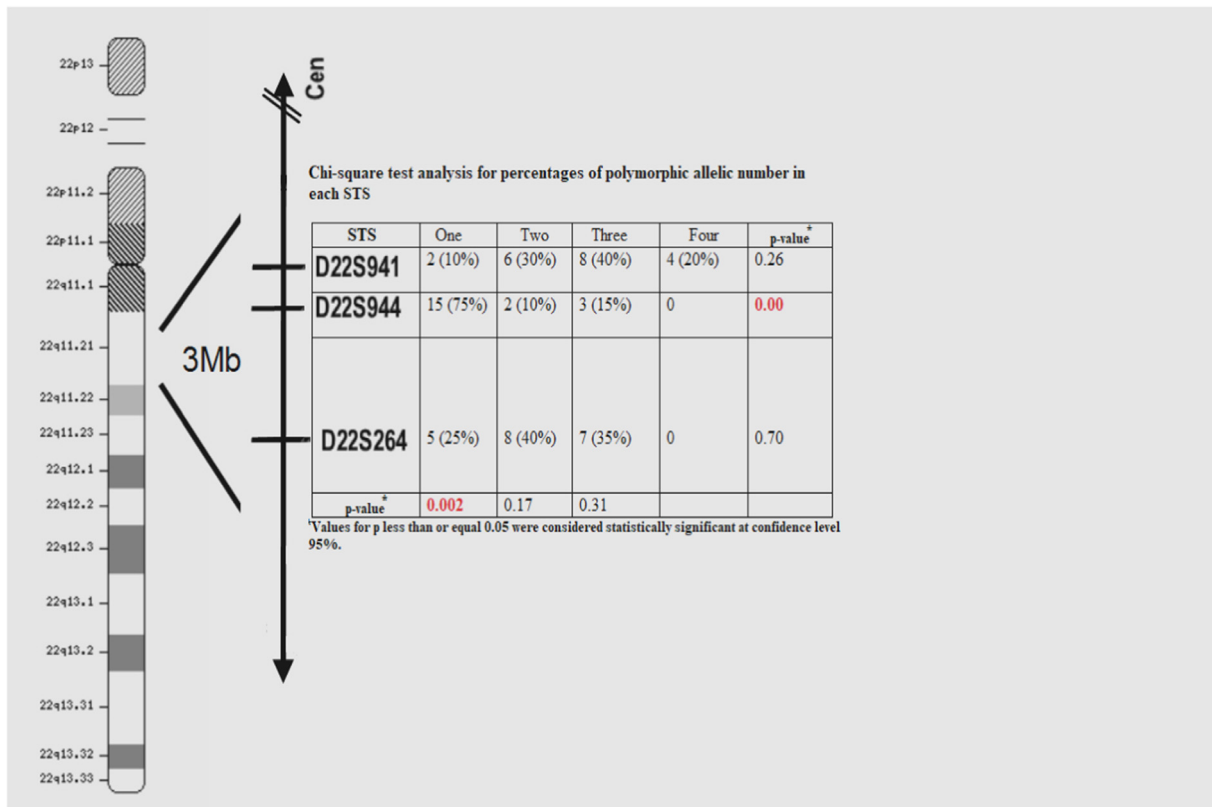 22p13
22p12
22p11.2
22p11.1
22q11.1
22q11.21
22q11.22
22q11.23
22q12.1
22q12.2
22q12.3
22q13.1
22q13.2
22q13.31
22q13.32
22q13.33
3Mb
Cen
Chi-square test analysis for percentages of polymorphic allelic number in
each STS
STS One Two Three Four p-value*
D22S941 2 (10%) 6 (30%) 8 (40%) 4 (20%) 0.26
D22S944 15 (75%) 2 (10%) 3 (15%) 0 0.00
D22S264 5 (25%) 8 (40%) 7 (35%) 0 0.70
p-value* 0.002 0.17 0.31
*Values for p less than or equal 0.05 were considered statistically significant at confidence level
95%.